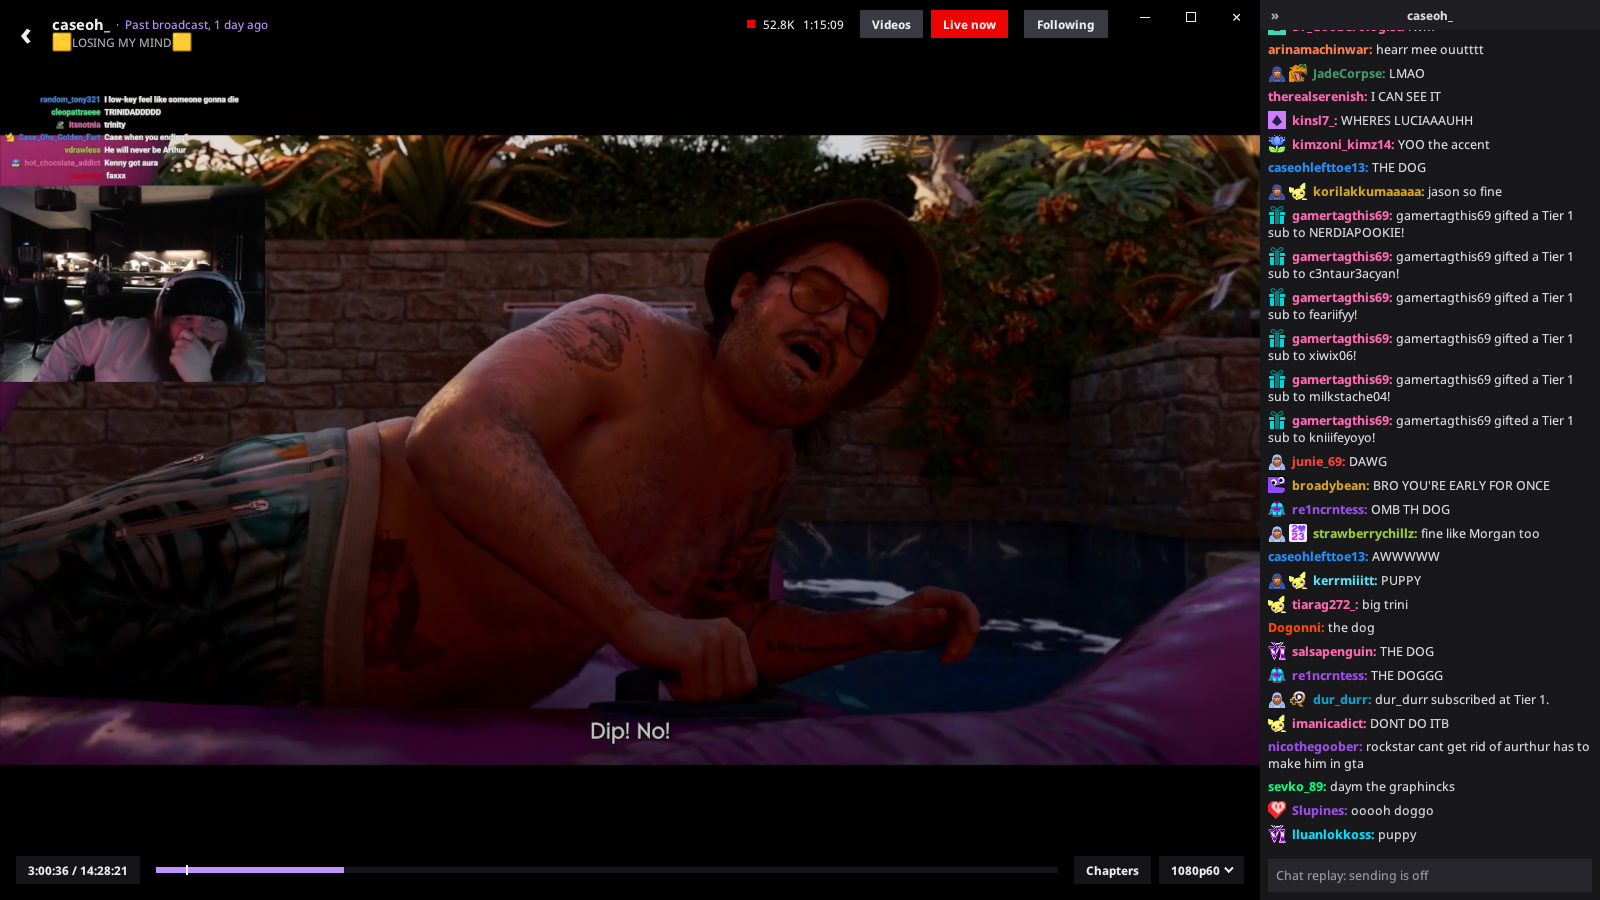 caseoh_ · Past broadcast, 1 day ago
🟨LOSING MY MIND🟨
52.8K 1:15:09 Videos Live now Following
random_tony321 I low-key feel like someone gonna die
cleopattraeee TRINIDADDDDD
itsnotnia trinity
Case_Ohs_Golden_Fart Case when you ending?
vdrawless He will never be Arthur
hot_chocolate_addict Kenny got aura
faxxx
Dip! No!
3:00:36 / 14:28:21
Chapters 1080p60
» caseoh_
arinamachinwar: hearr mee ouutttt
JadeCorpse: LMAO
therealserenish: I CAN SEE IT
kinsl7_: WHERES LUCIAAAUHH
kimzoni_kimz14: YOO the accent
caseohlefttoe13: THE DOG
korilakkumaaaaa: jason so fine
gamertagthis69: gamertagthis69 gifted a Tier 1
sub to NERDIAPOOKIE!
gamertagthis69: gamertagthis69 gifted a Tier 1
sub to c3ntaur3acyan!
gamertagthis69: gamertagthis69 gifted a Tier 1
sub to feariifyy!
gamertagthis69: gamertagthis69 gifted a Tier 1
sub to xiwix06!
gamertagthis69: gamertagthis69 gifted a Tier 1
sub to milkstache04!
gamertagthis69: gamertagthis69 gifted a Tier 1
sub to kniiifeyoyo!
junie_69: DAWG
broadybean: BRO YOU'RE EARLY FOR ONCE
re1ncrntess: OMB TH DOG
strawberrychillz: fine like Morgan too
caseohlefttoe13: AWWWWW
kerrmiiitt: PUPPY
tiarag272_: big trini
Dogonni: the dog
salsapenguin: THE DOG
re1ncrntess: THE DOGGG
dur_durr: dur_durr subscribed at Tier 1.
imanicadict: DONT DO ITB
nicothegoober: rockstar cant get rid of aurthur has to
make him in gta
sevko_89: daym the graphincks
Slupines: ooooh doggo
lluanlokkoss: puppy
Chat replay: sending is off